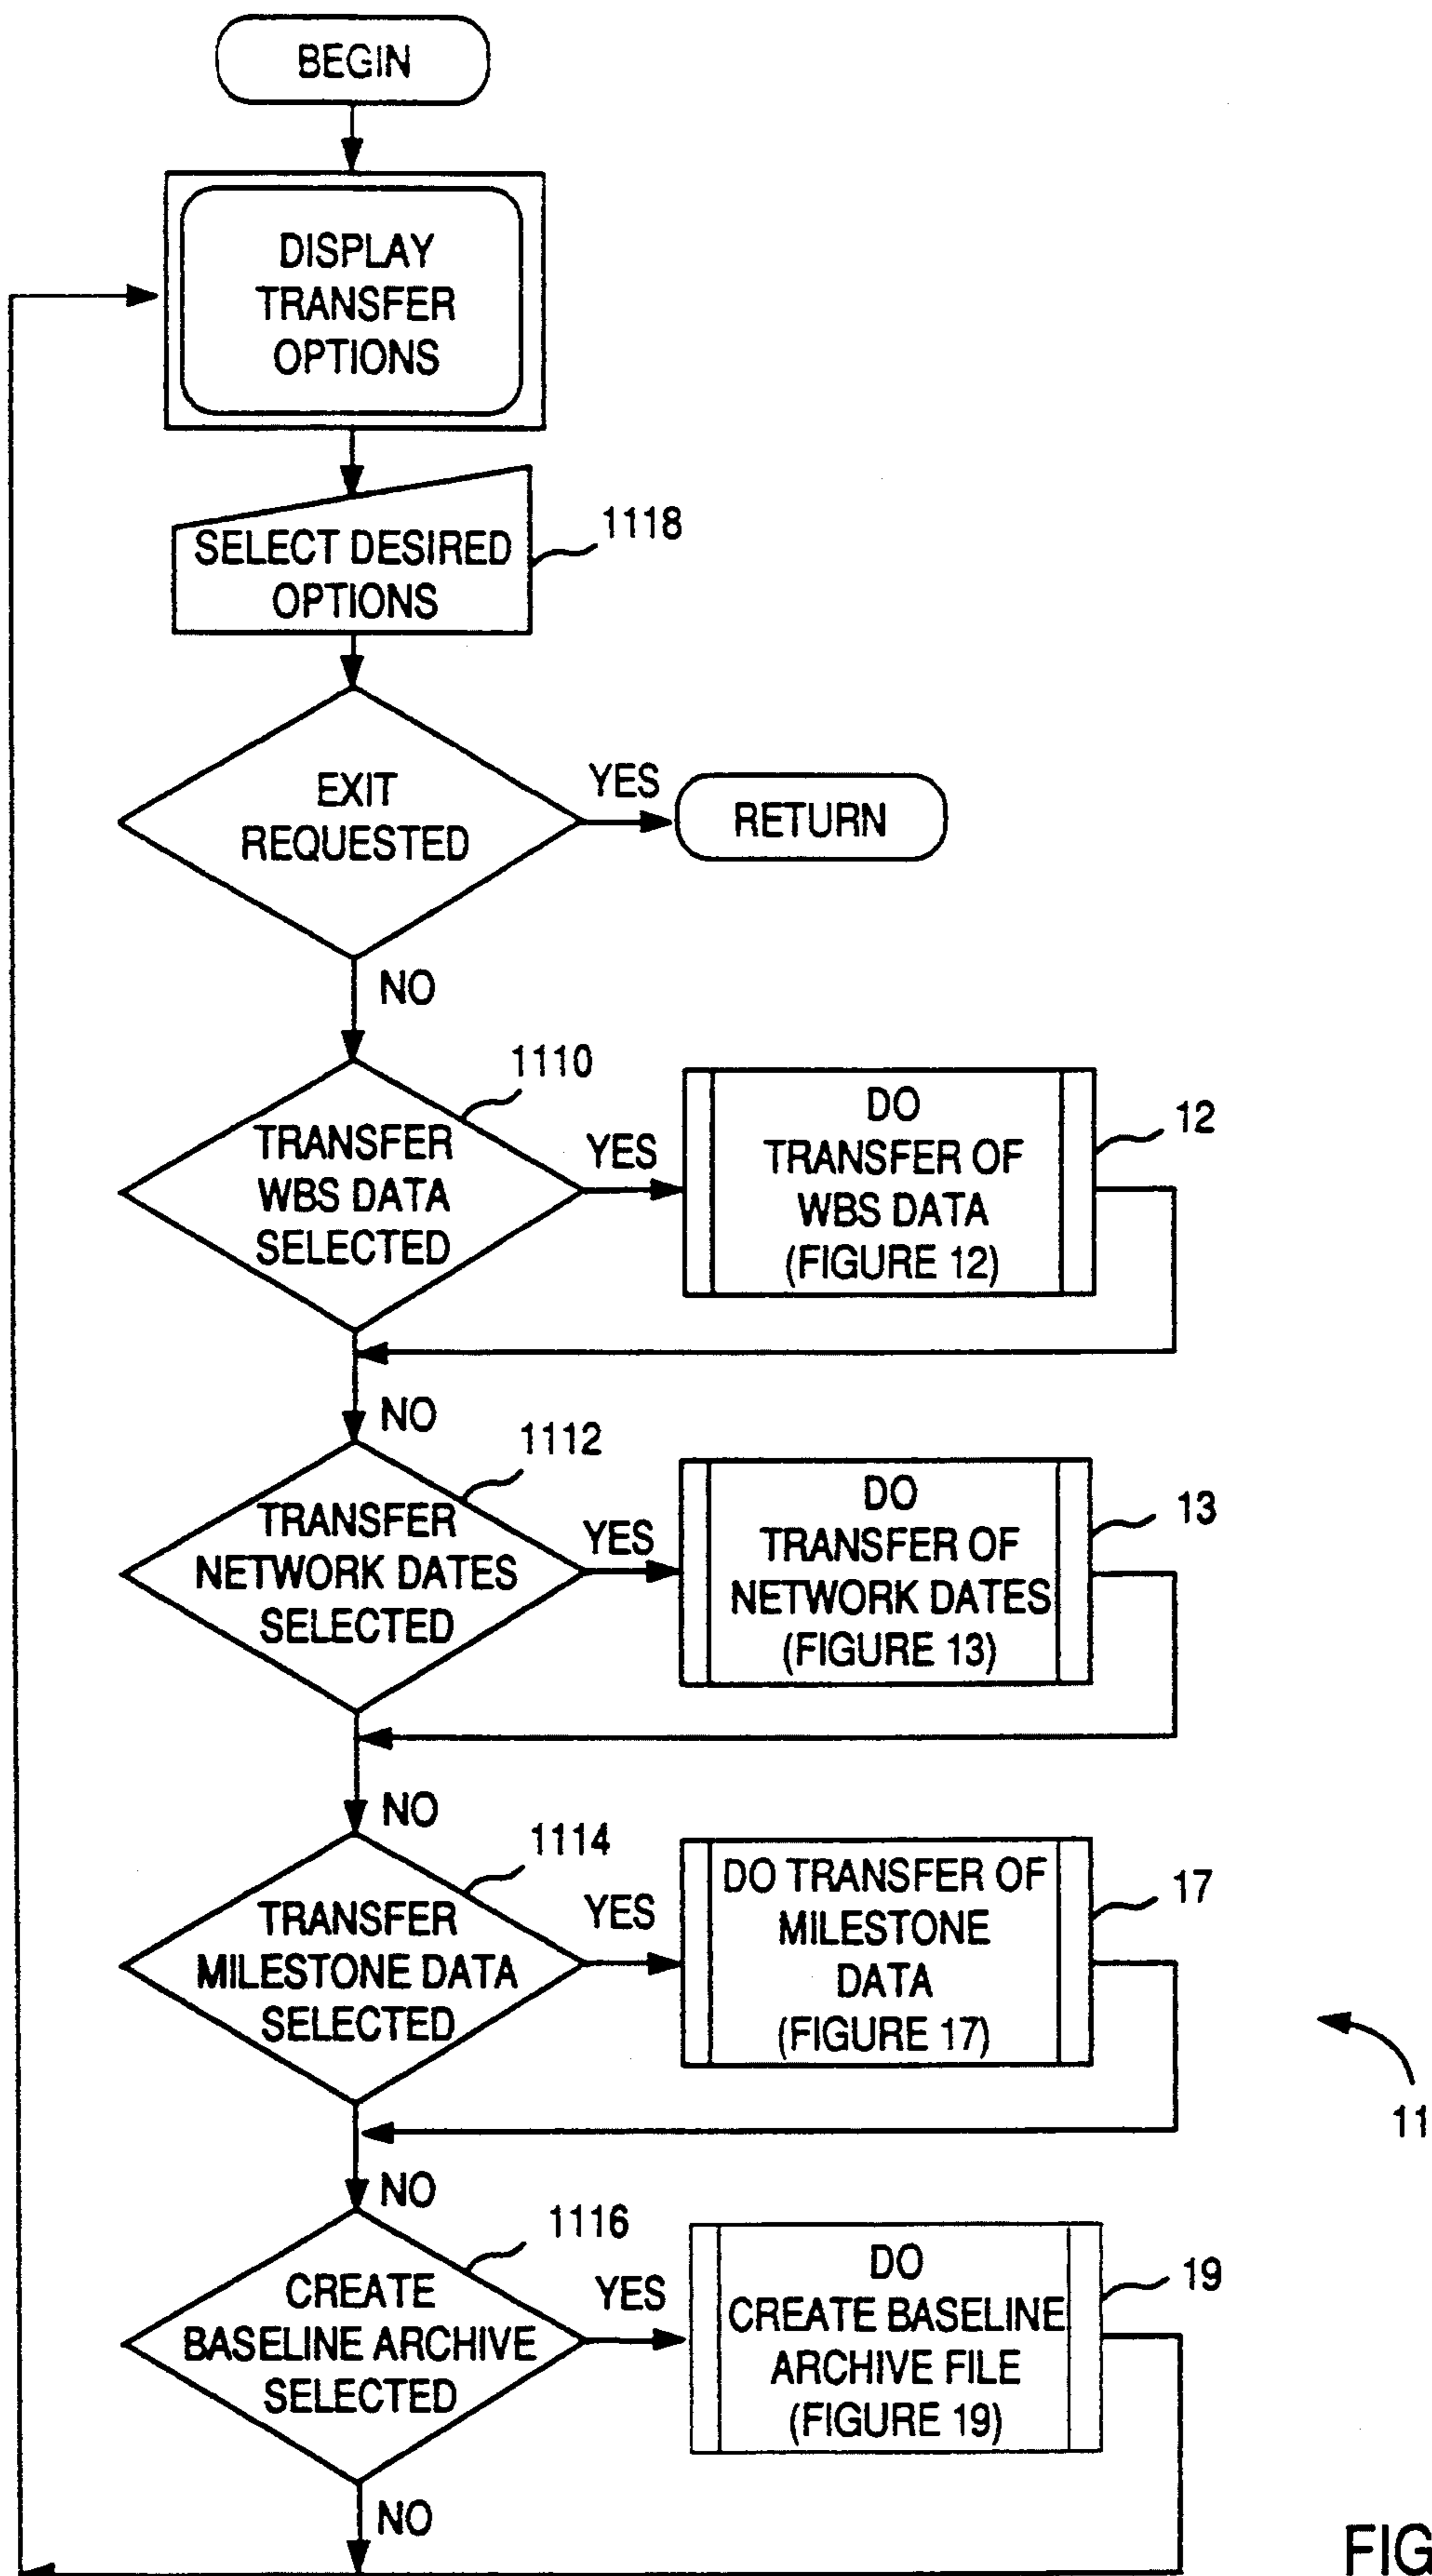 BEGIN
DISPLAY
TRANSFER
OPTIONS
SELECT DESIRED
OPTIONS
1118
EXIT
REQUESTED
YES
RETURN
NO
1110
TRANSFER
WBS DATA
SELECTED
YES
DO
TRANSFER OF
WBS DATA
(FIGURE 12)
12
NO
1112
TRANSFER
NETWORK DATES
SELECTED
YES
DO
TRANSFER OF
NETWORK DATES
(FIGURE 13)
13
NO
1114
TRANSFER
MILESTONE DATA
SELECTED
YES
DO TRANSFER OF
MILESTONE
DATA
(FIGURE 17)
17
11
NO
1116
CREATE
BASELINE ARCHIVE
SELECTED
YES
DO
CREATE BASELINE
ARCHIVE FILE
(FIGURE 19)
19
NO
FIG